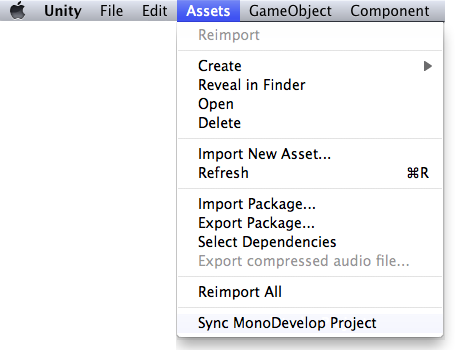 Unity File Edit Assets GameObject Component
Reimport
Create
Reveal in Finder
Open
Delete
Import New Asset...
Refresh ⌘R
Import Package...
Export Package...
Select Dependencies
Export compressed audio file...
Reimport All
Sync MonoDevelop Project